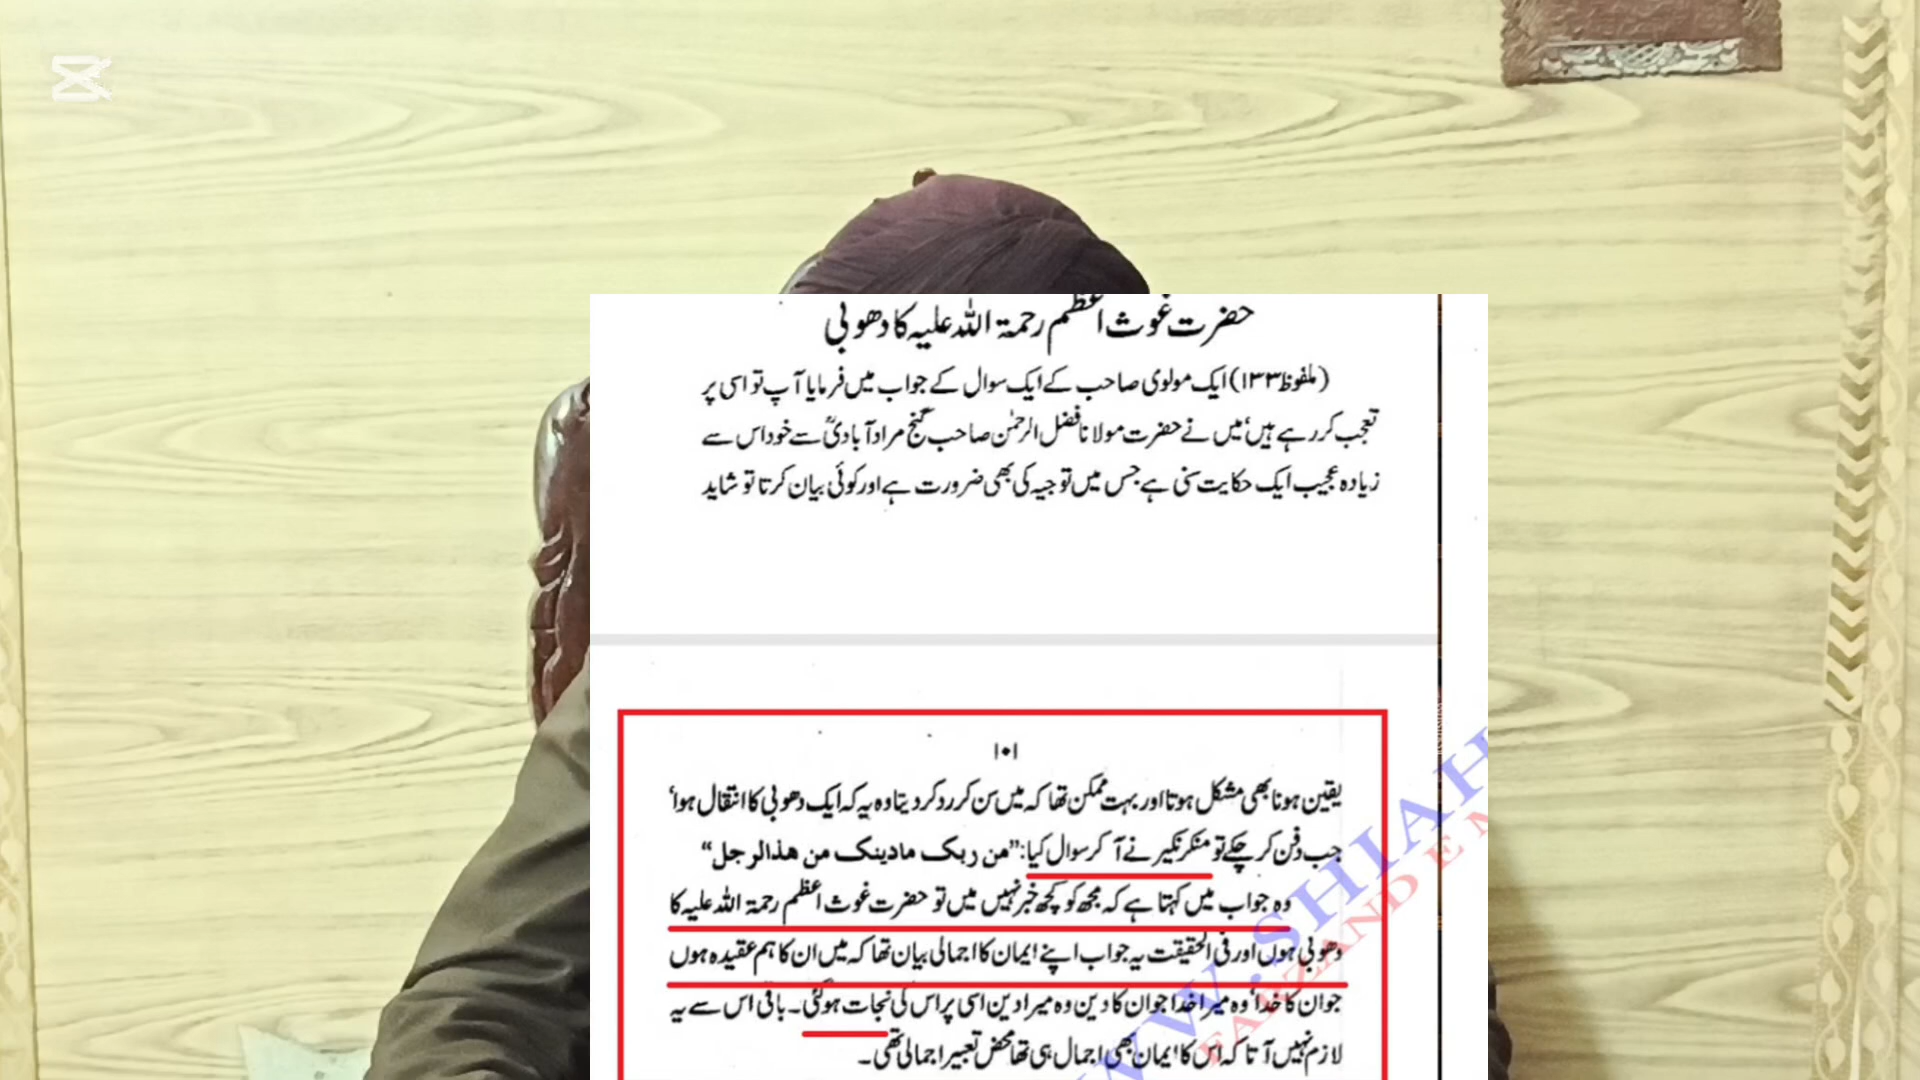 حضرت غوث اعظم رحمۃ اللہ علیہ کا دھوبی
(ملفوظ ۱۳۳) ایک مولوی صاحب کے ایک سوال کے جواب میں فرمایا آپ تو اسی پر
تعجب کر رہے ہیں' میں نے حضرت مولانا فضل الرحمٰن صاحب گنج مراد آبادیؒ سے خود اس سے
زیادہ عجیب ایک حکایت سنی ہے جس میں توجیہ کی بھی ضرورت ہے اور کوئی بیان کرتا تو شاید
۱۰۱
یقین ہونا بھی مشکل ہوتا اور بہت ممکن تھا کہ میں سن کر رد کر دیتا وہ یہ کہ ایک دھوبی کا انتقال ہوا'
جب دفن کر چکے تو منکر نکیر نے آ کر سوال کیا: "من ربک مادینک من ھذالرجل"
وہ جواب میں کہتا ہے کہ مجھ کو کچھ خبر نہیں میں تو حضرت غوث اعظم رحمۃ اللہ علیہ کا
دھوبی ہوں اور فی الحقیقت یہ جواب اپنے ایمان کا اجمالی بیان تھا کہ میں ان کا ہم عقیدہ ہوں
جو ان کا خدا' وہ میرا خدا جو ان کا دین وہ میرا دین اسی پر اس کی نجات ہو گئی۔ باقی اس سے یہ
لازم نہیں آتا کہ اس کا ایمان بھی اجمال ہی تھا محض تعبیر اجمالی تھی۔